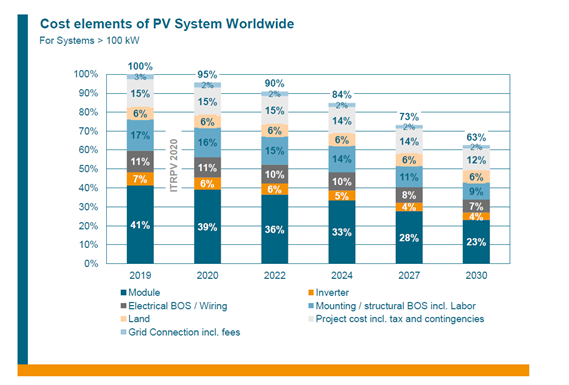 Cost elements of PV System Worldwide
For Systems > 100 kW
100% 95% 90% 84% 73% 63%
100%
90%
80%
70%
60%
50%
40%
30%
20%
10%
0%
3% 15% 6% 17% 11% 7% 41%
2% 15% 6% 16% 11% 6% 39%
2% 15% 6% 15% 10% 6% 36%
2% 14% 6% 14% 10% 5% 33%
2% 14% 6% 11% 8% 4% 28%
2% 12% 6% 9% 7% 4% 23%
ITRPV 2020
2019 2020 2022 2024 2027 2030
Module Inverter
Electrical BOS / Wiring Mounting / structural BOS incl. Labor
Land Project cost incl. tax and contingencies
Grid Connection incl. fees